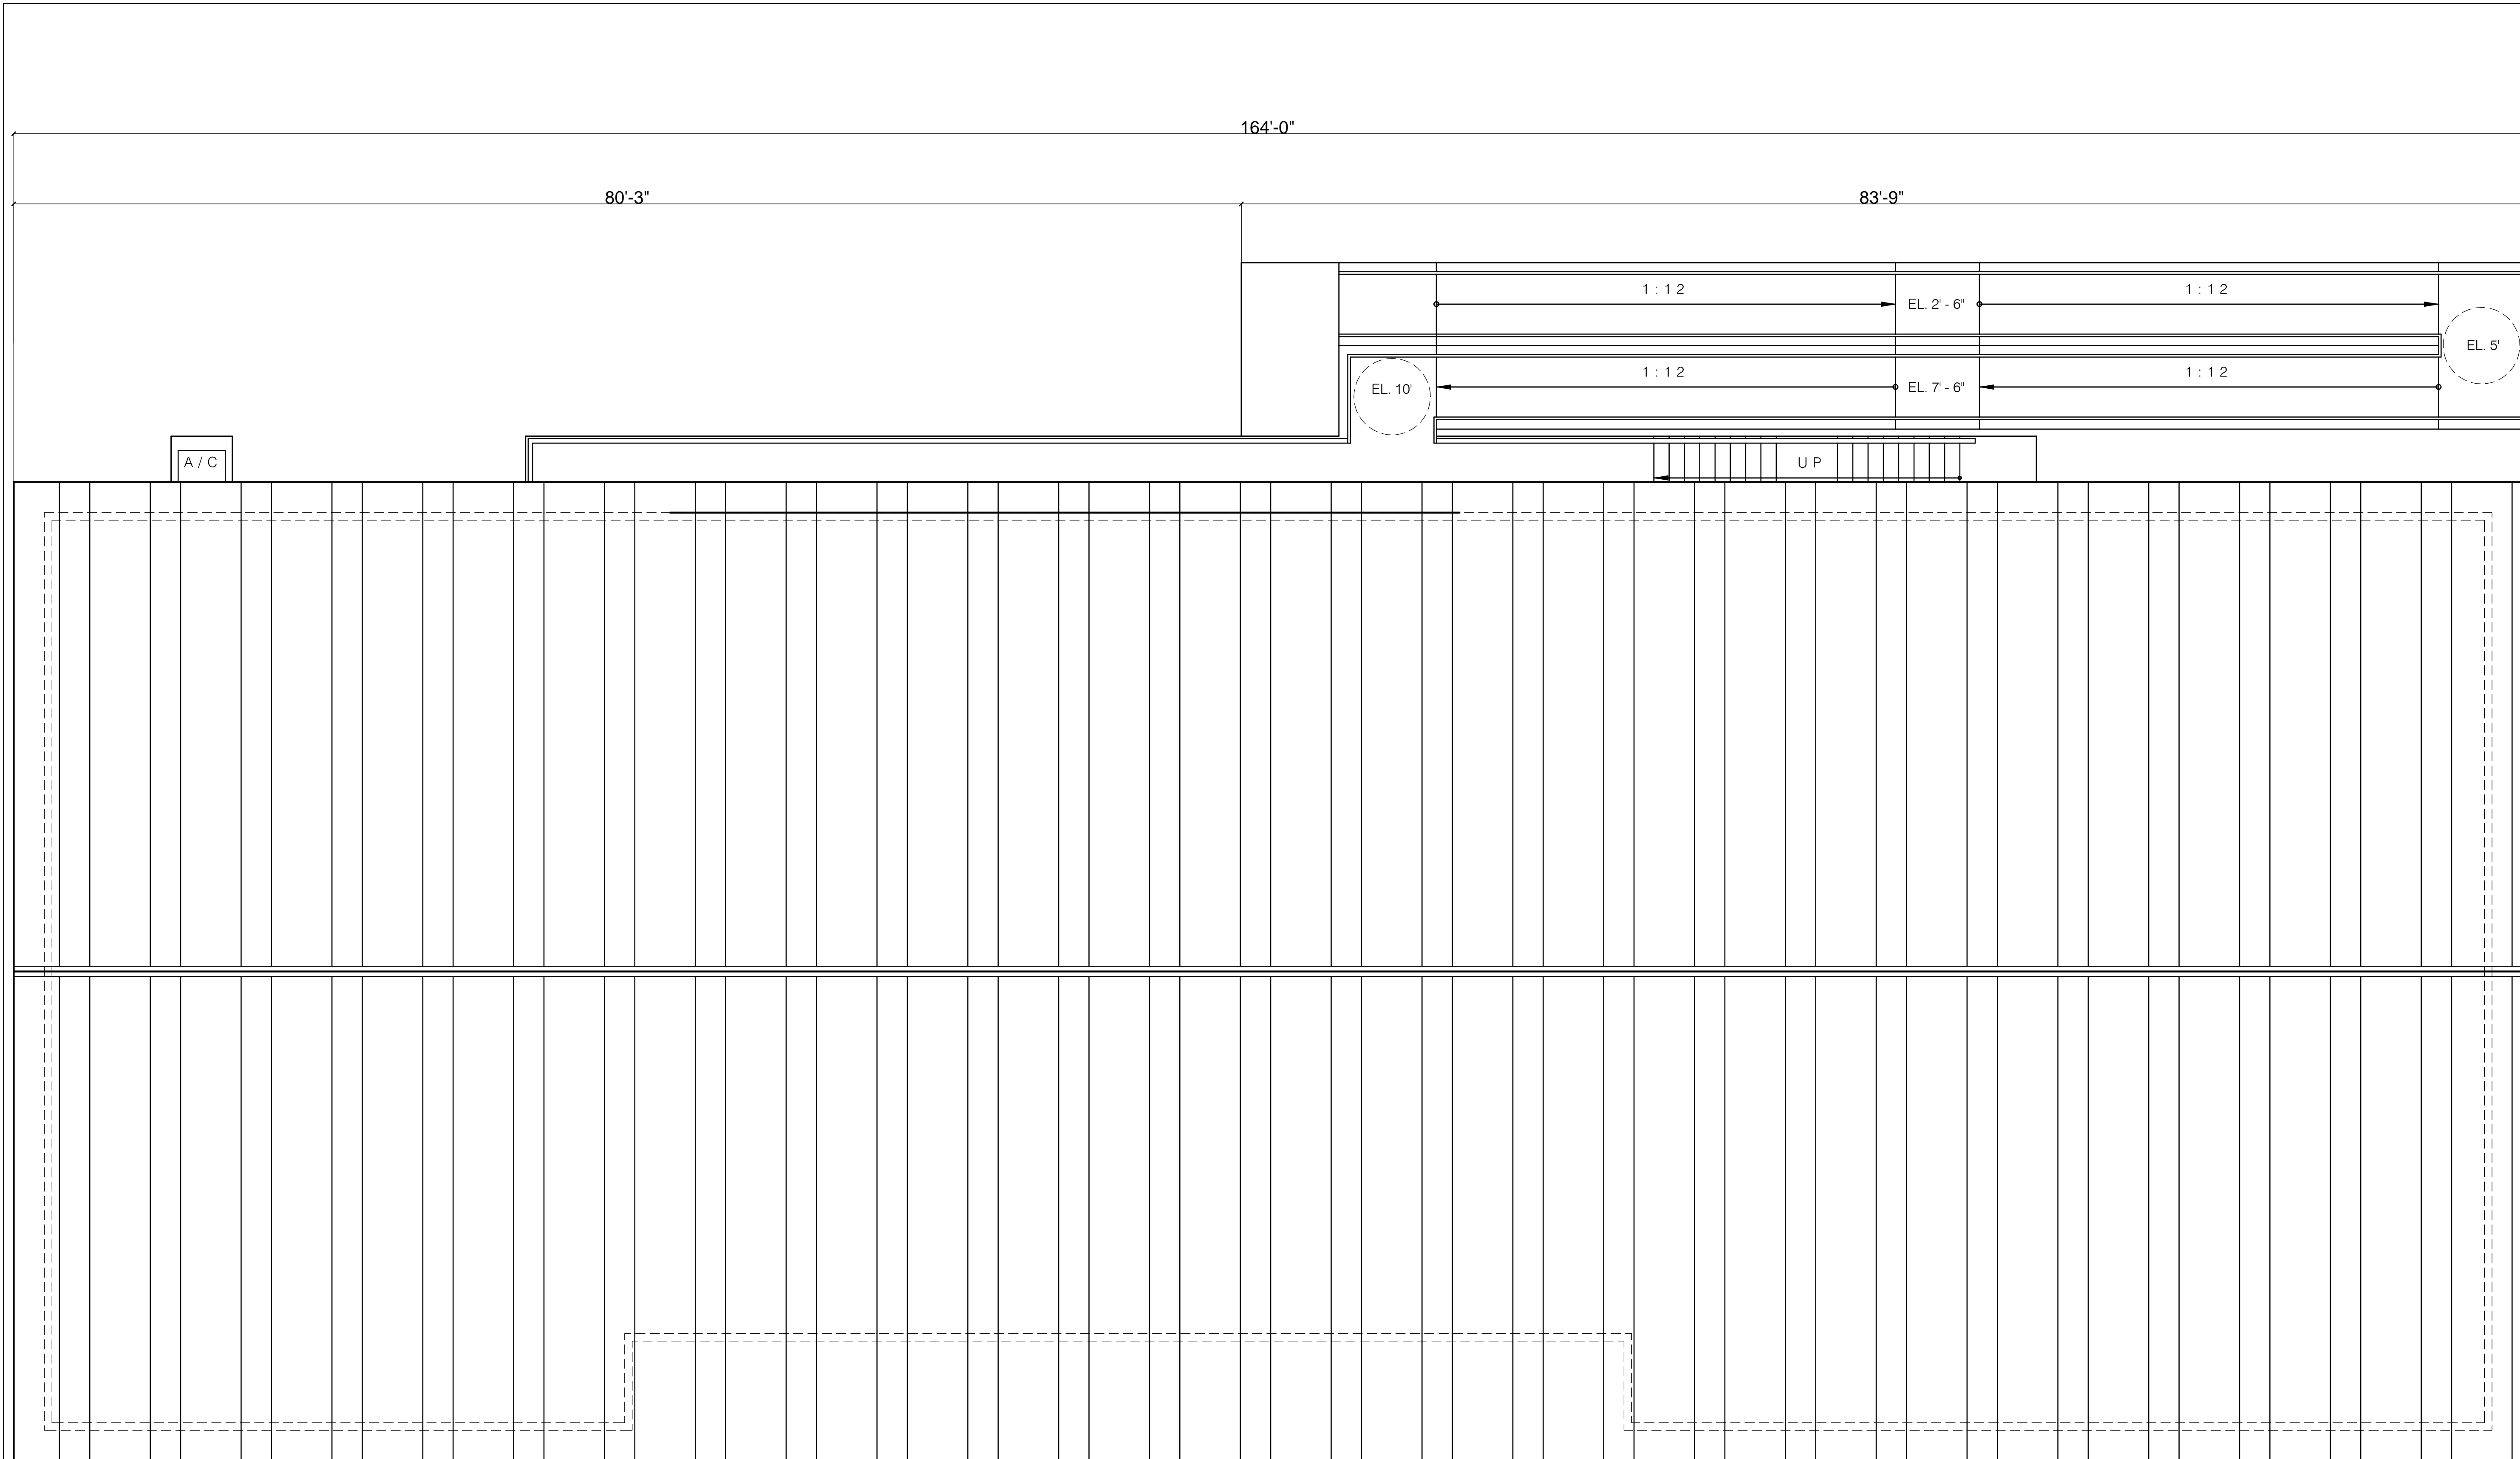 164'-0"
80'-3"
83'-9"
1 : 1 2
1 : 1 2
EL. 2' - 6"
EL. 5'
1 : 1 2
1 : 1 2
EL. 10'
EL. 7' - 6"
A / C
U P